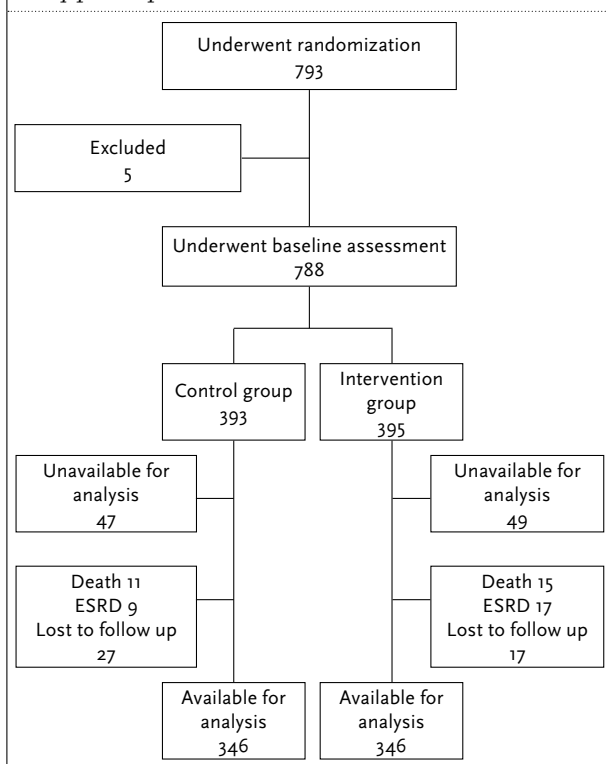 Underwent randomization
793
Excluded
5
Underwent baseline assessment
788
Control group
393
Intervention
group
395
Unavailable for
analysis
47
Unavailable for
analysis
49
Death 11
ESRD 9
Lost to follow up
27
Death 15
ESRD 17
Lost to follow up
17
Available for
analysis
346
Available for
analysis
346